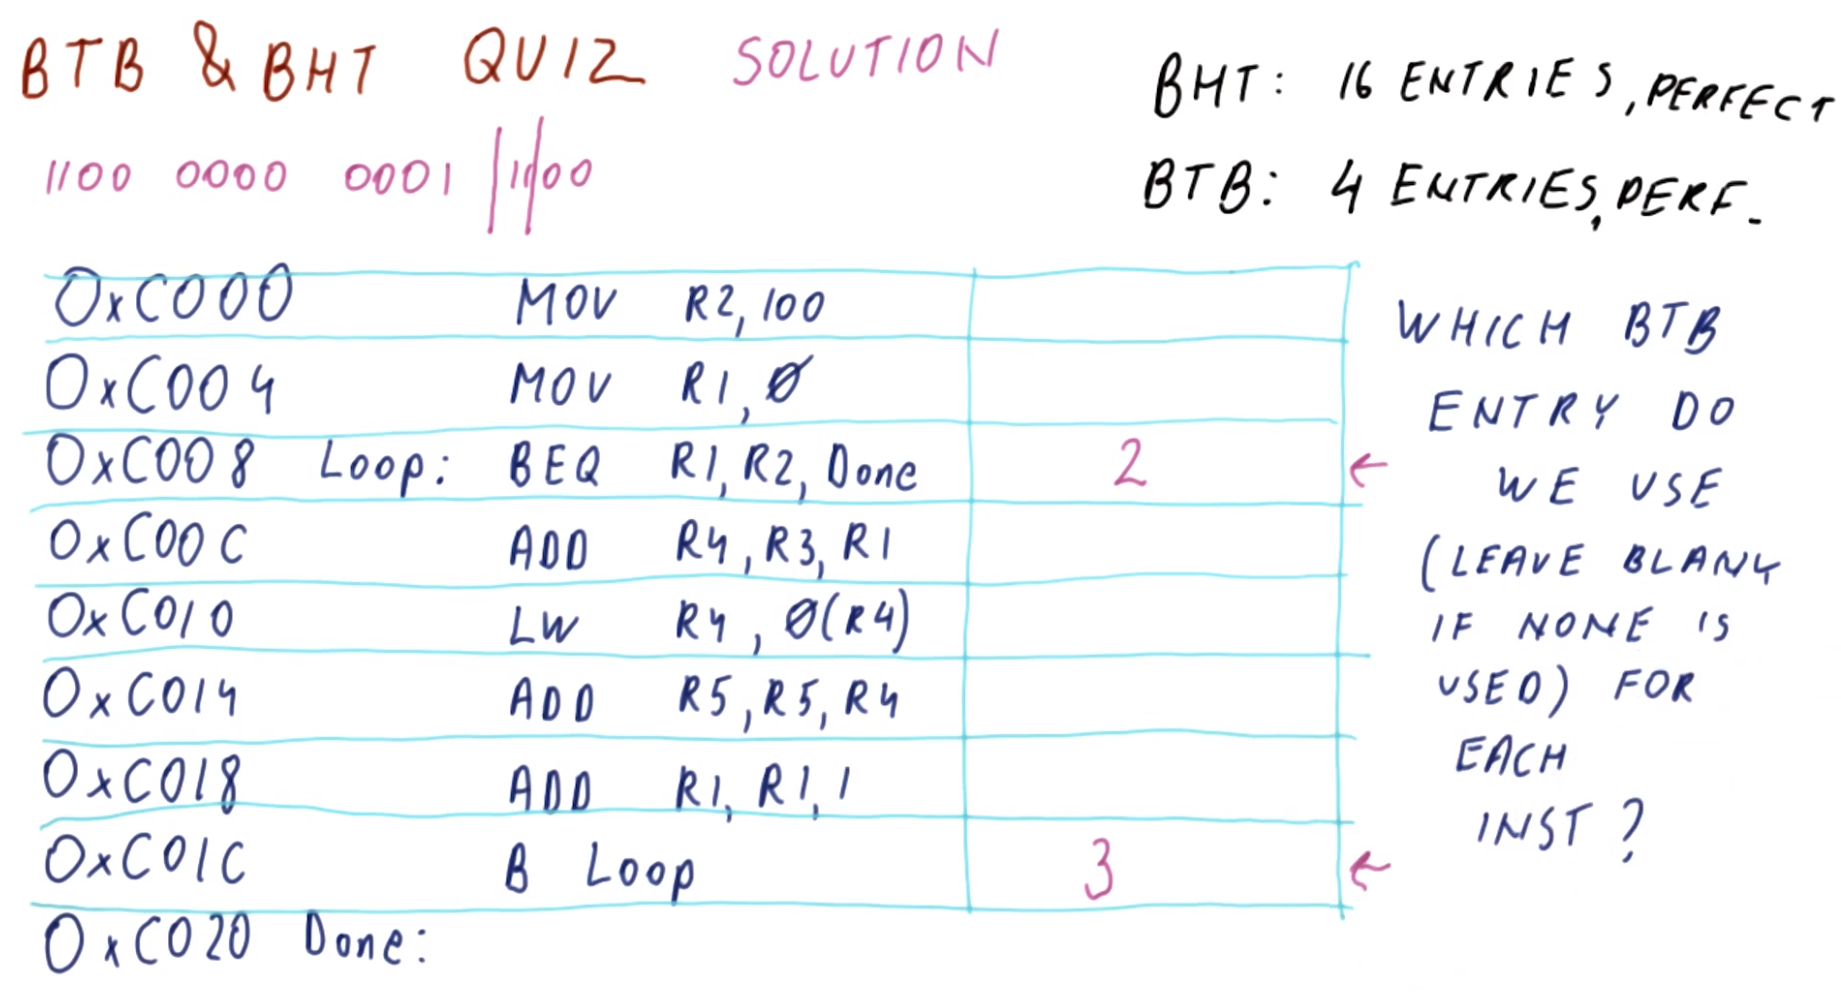 BTB & BHT QUIZ SOLUTION
BHT: 16 ENTRIES, PERFECT
1100 0000 0001 1100
BTB: 4 ENTRIES, PERF.
0xC000 MOV R2, 100
0xC004 MOV R1, Ø
0xC008 Loop: BEQ R1, R2, Done 2 ←
0xC00C ADD R4, R3, R1
0xC010 LW R4, Ø(R4)
0xC014 ADD R5, R5, R4
0xC018 ADD R1, R1, 1
0xC01C B Loop 3 ←
0xC020 Done:
WHICH BTB
ENTRY DO
WE USE
(LEAVE BLANK
IF NONE IS
USED) FOR
EACH
INST?